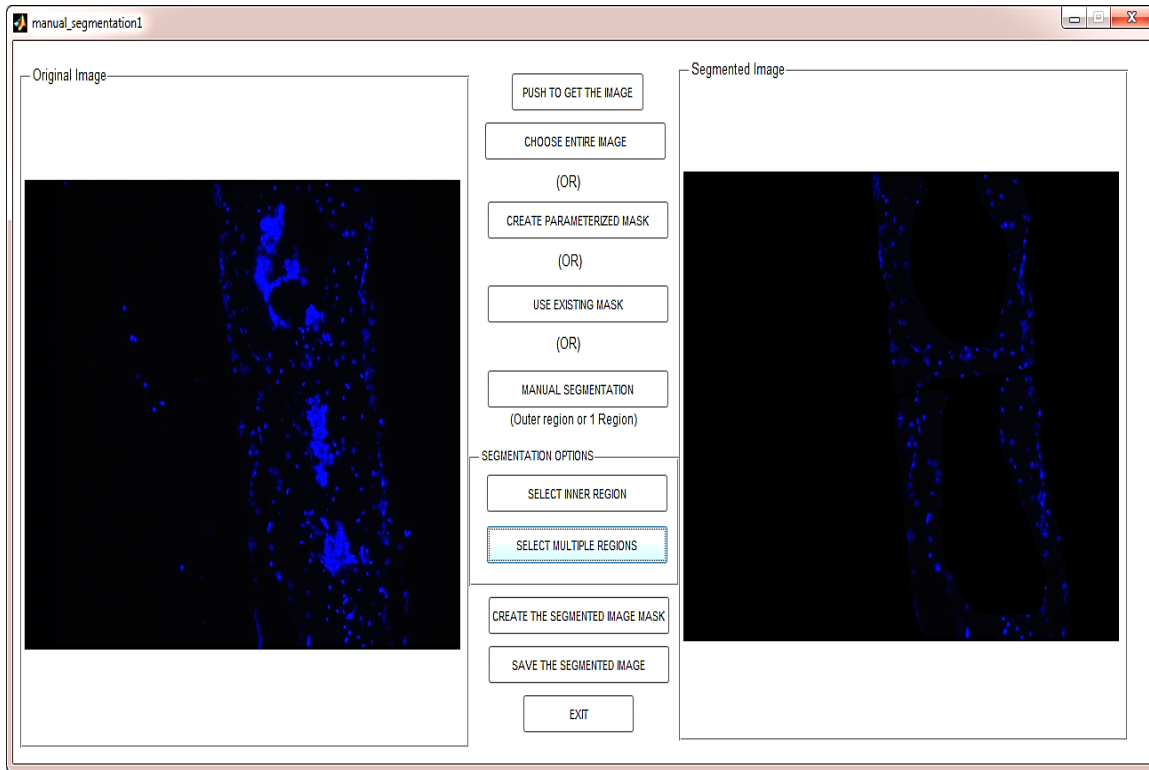 manual_segmentation1
Original Image
PUSH TO GET THE IMAGE
CHOOSE ENTIRE IMAGE
(OR)
CREATE PARAMETERIZED MASK
(OR)
USE EXISTING MASK
(OR)
MANUAL SEGMENTATION
(Outer region or 1 Region)
SEGMENTATION OPTIONS
SELECT INNER REGION
SELECT MULTIPLE REGIONS
CREATE THE SEGMENTED IMAGE MASK
SAVE THE SEGMENTED IMAGE
EXIT
Segmented Image